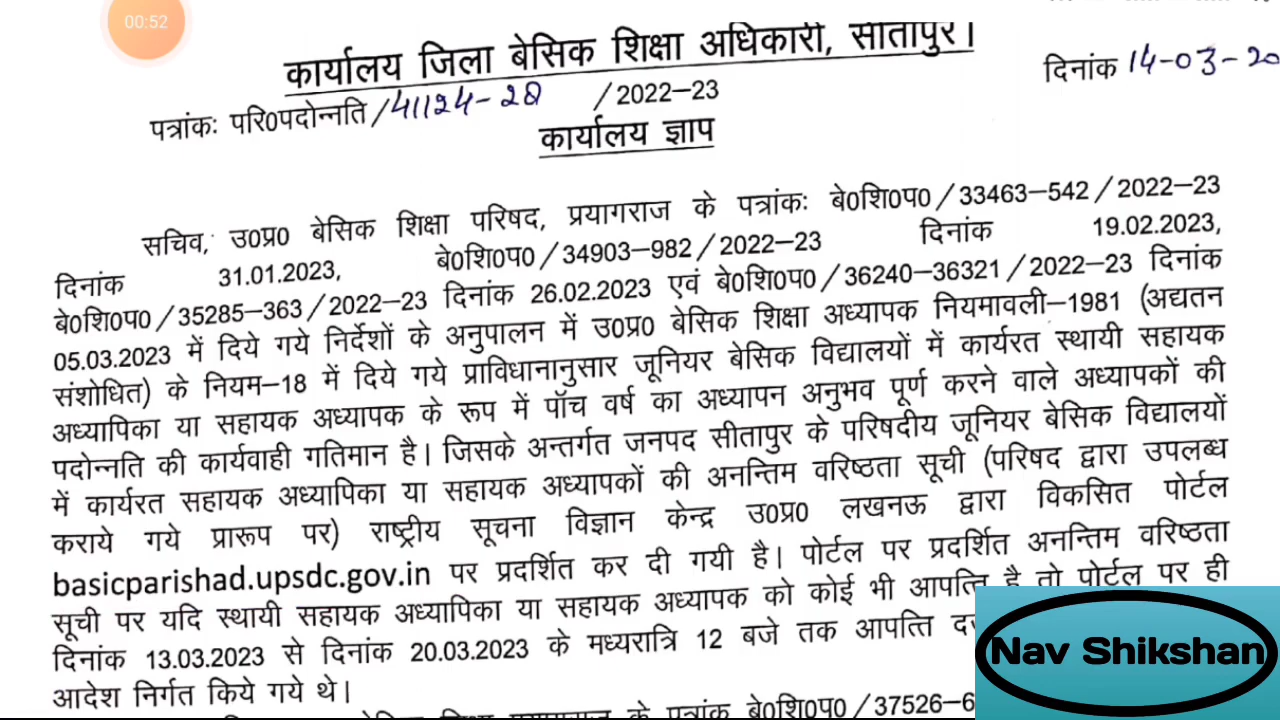 00:52
कार्यालय जिला बेसिक शिक्षा अधिकारी, सीतापुर।
पत्रांकः परि0पदोन्नति / 41124-28 / 2022-23 दिनांक 14-03-20
कार्यालय ज्ञाप
सचिव, उ0प्र0 बेसिक शिक्षा परिषद, प्रयागराज के पत्रांकः बे0शि0प0 / 33463-542 / 2022-23
दिनांक 31.01.2023, बे0शि0प0 / 34903-982 / 2022-23 दिनांक 19.02.2023,
बे0शि0प0 / 35285-363 / 2022-23 दिनांक 26.02.2023 एवं बे0शि0प0 / 36240-36321 / 2022-23 दिनांक
05.03.2023 में दिये गये निर्देशों के अनुपालन में उ0प्र0 बेसिक शिक्षा अध्यापक नियमावली-1981 (अद्यतन
संशोधित) के नियम-18 में दिये गये प्राविधानानुसार जूनियर बेसिक विद्यालयों में कार्यरत स्थायी सहायक
अध्यापिका या सहायक अध्यापक के रूप में पॉच वर्ष का अध्यापन अनुभव पूर्ण करने वाले अध्यापकों की
पदोन्नति की कार्यवाही गतिमान है। जिसके अन्तर्गत जनपद सीतापुर के परिषदीय जूनियर बेसिक विद्यालयों
में कार्यरत सहायक अध्यापिका या सहायक अध्यापकों की अनन्तिम वरिष्ठता सूची (परिषद द्वारा उपलब्ध
कराये गये प्रारूप पर) राष्ट्रीय सूचना विज्ञान केन्द्र उ0प्र0 लखनऊ द्वारा विकसित पोर्टल
basicparishad.upsdc.gov.in पर प्रदर्शित कर दी गयी है। पोर्टल पर प्रदर्शित अनन्तिम वरिष्ठता
सूची पर यदि स्थायी सहायक अध्यापिका या सहायक अध्यापक को कोई भी आपत्ति है तो पोर्टल पर ही
दिनांक 13.03.2023 से दिनांक 20.03.2023 के मध्यरात्रि 12 बजे तक आपत्ति
आदेश निर्गत किये गये थे।
बेसिक शिक्षा परिषद प्रयागराज के पत्रांक बे0शि0प0 / 37526-6
Nav Shikshan